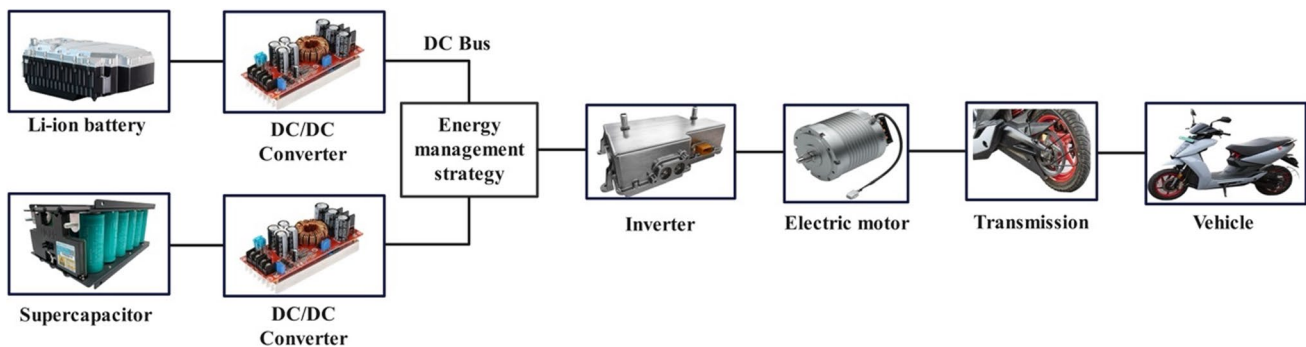 Li-ion battery
DC/DC
Converter
DC Bus
Energy
management
strategy
Supercapacitor
DC/DC
Converter
Inverter
Electric motor
Transmission
Vehicle